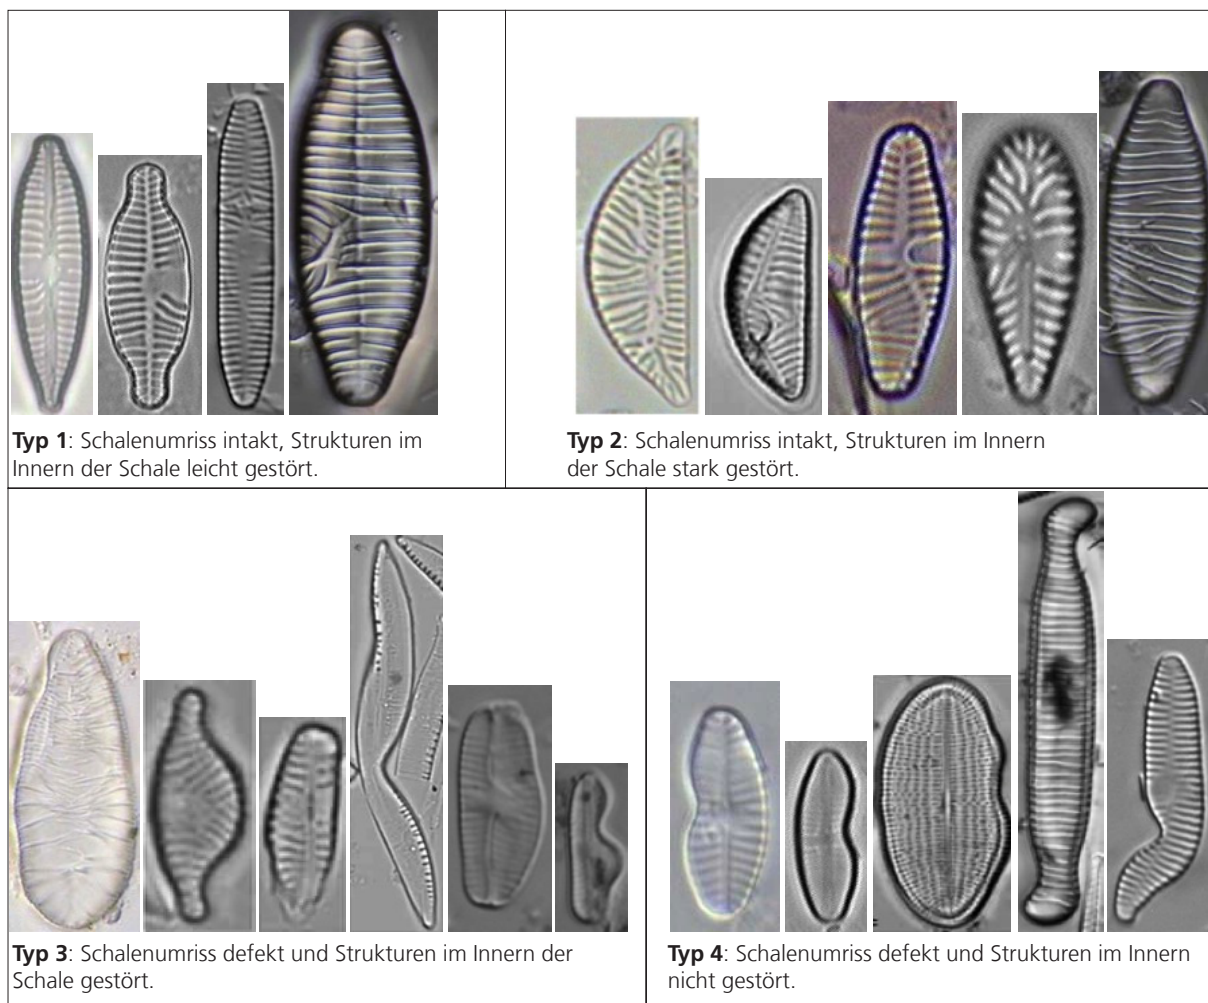 Typ 1: Schalenumriss intakt, Strukturen im
Innern der Schale leicht gestört.
Typ 2: Schalenumriss intakt, Strukturen im Innern
der Schale stark gestört.
Typ 3: Schalenumriss defekt und Strukturen im Innern der
Schale gestört.
Typ 4: Schalenumriss defekt und Strukturen im Innern
nicht gestört.